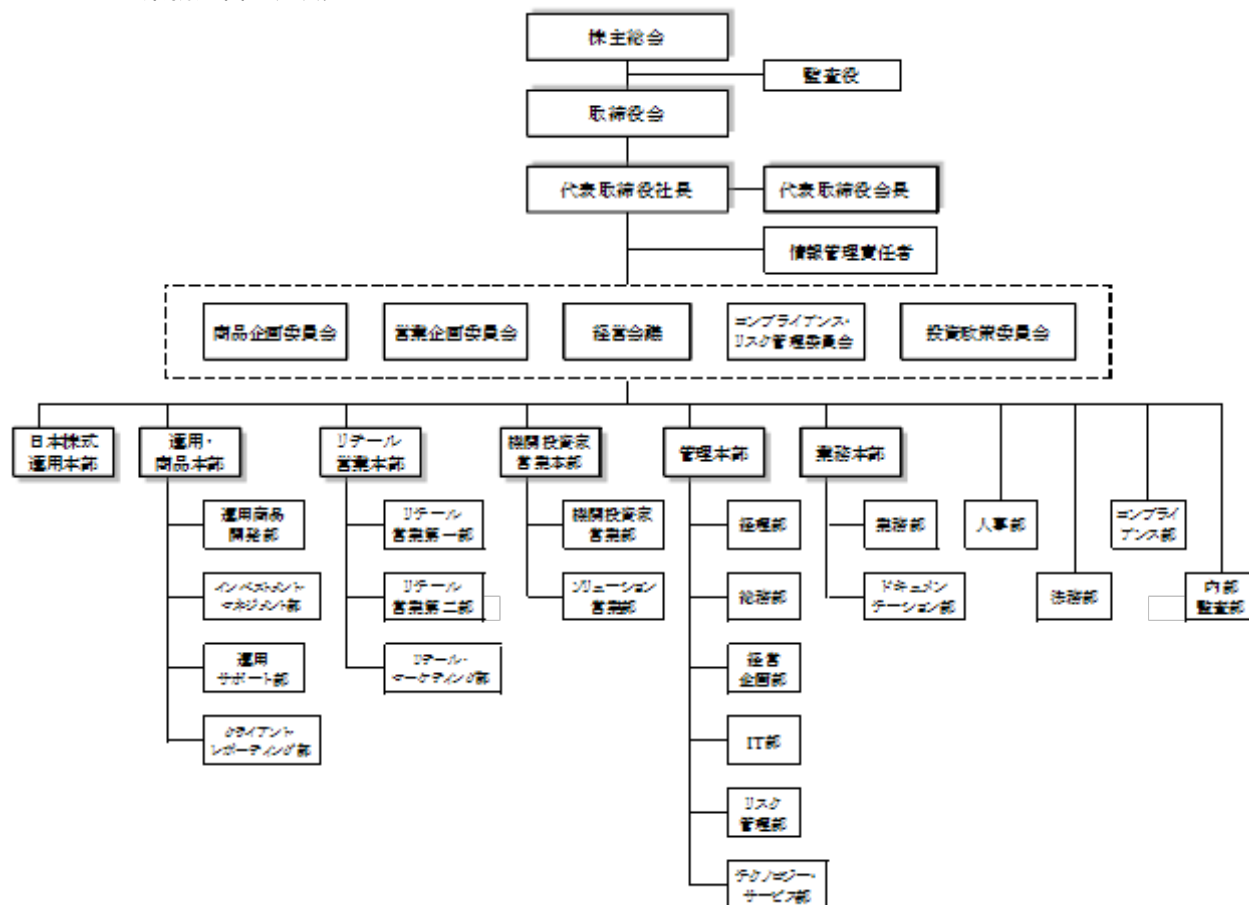 株主総会
監査役
取締役会
代表取締役社長
代表取締役会長
情報管理責任者
商品企画委員会
営業企画委員会
経営会議
コンプライアンス・
リスク管理委員会
投資政策委員会
日本株式
運用本部
運用・
商品本部
リテール
営業本部
機関投資家
営業本部
管理本部
業務本部
運用商品
開発部
リテール
営業第一部
機関投資家
営業部
経理部
業務部
人事部
コンプライ
アンス部
インベストメント
マネジメント部
リテール
営業第二部
ソリューション
営業部
総務部
ドキュメン
テーション部
法務部
内部
監査部
運用
サポート部
リテール・
マーケティング部
経営
企画部
クライアント
レポーティング部
IT部
リスク
管理部
テクノロジー・
サービス部